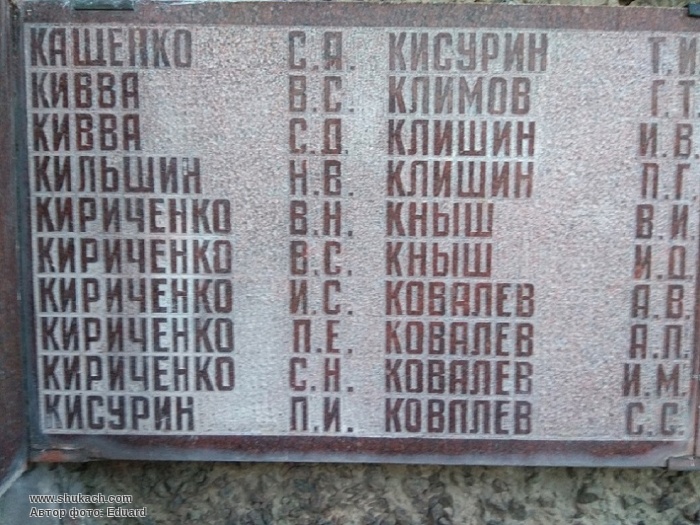 КАЩЕНКО С.А.
КИВВА В.С.
КИВВА С.Д.
КИЛЬШИН Н.В.
КИРИЧЕНКО В.Н.
КИРИЧЕНКО В.С.
КИРИЧЕНКО И.С.
КИРИЧЕНКО П.Е.
КИРИЧЕНКО С.Н.
КИСУРИН П.И.
КИСУРИН Т.И
КЛИМОВ Г.Т
КЛИШИН И.В.
КЛИШИН П.Г
КНЫШ В.И
КНЫШ И.О
КОВАЛЕВ А.В.
КОВАЛЕВ А.П.
КОВАЛЕВ И.М.
КОВАЛЕВ С.С.
www.shukach.com
Автор фото: Eduard